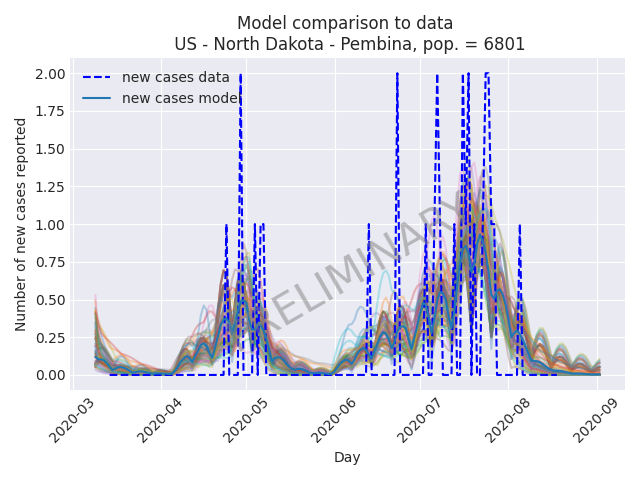 Model comparison to data
US - North Dakota - Pembina, pop. = 6801
new cases data
new cases model
PRELIMINARY
Number of new cases reported
2.00
1.75
1.50
1.25
1.00
0.75
0.50
0.25
0.00
2020-03
2020-04
2020-05
2020-06
2020-07
2020-08
2020-09
Day